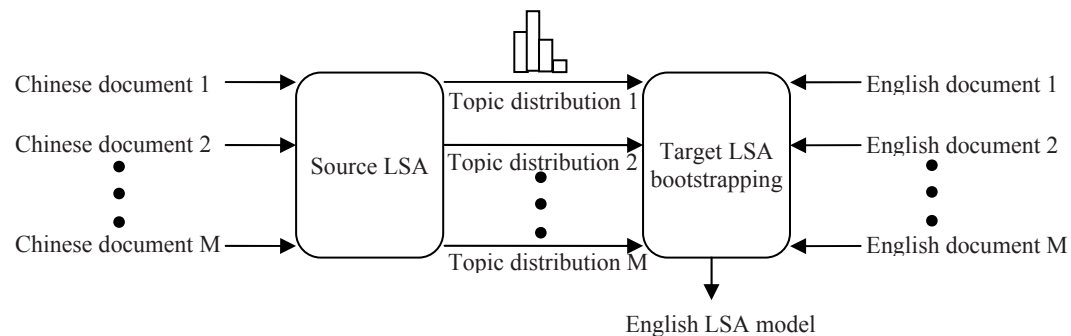 Chinese document 1
Topic distribution 1
English document 1
Chinese document 2
Source LSA
Topic distribution 2
Target LSA
bootstrapping
English document 2
Chinese document M
Topic distribution M
English document M
English LSA model